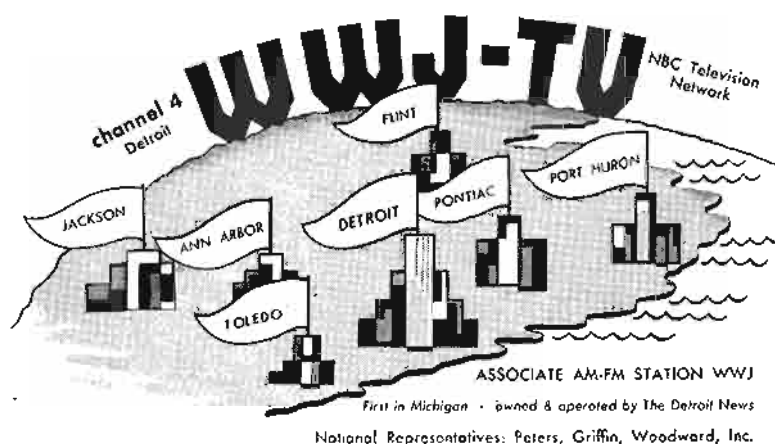 WWJ-TV
channel 4
Detroit
NBC Television
Network
FLINT
JACKSON
ANN ARBOR
DETROIT
PONTIAC
PORT HURON
TOLEDO
ASSOCIATE AM-FM STATION WWJ
First in Michigan • owned & operated by The Detroit News
National Representatives: Peters, Griffin, Woodward, Inc.